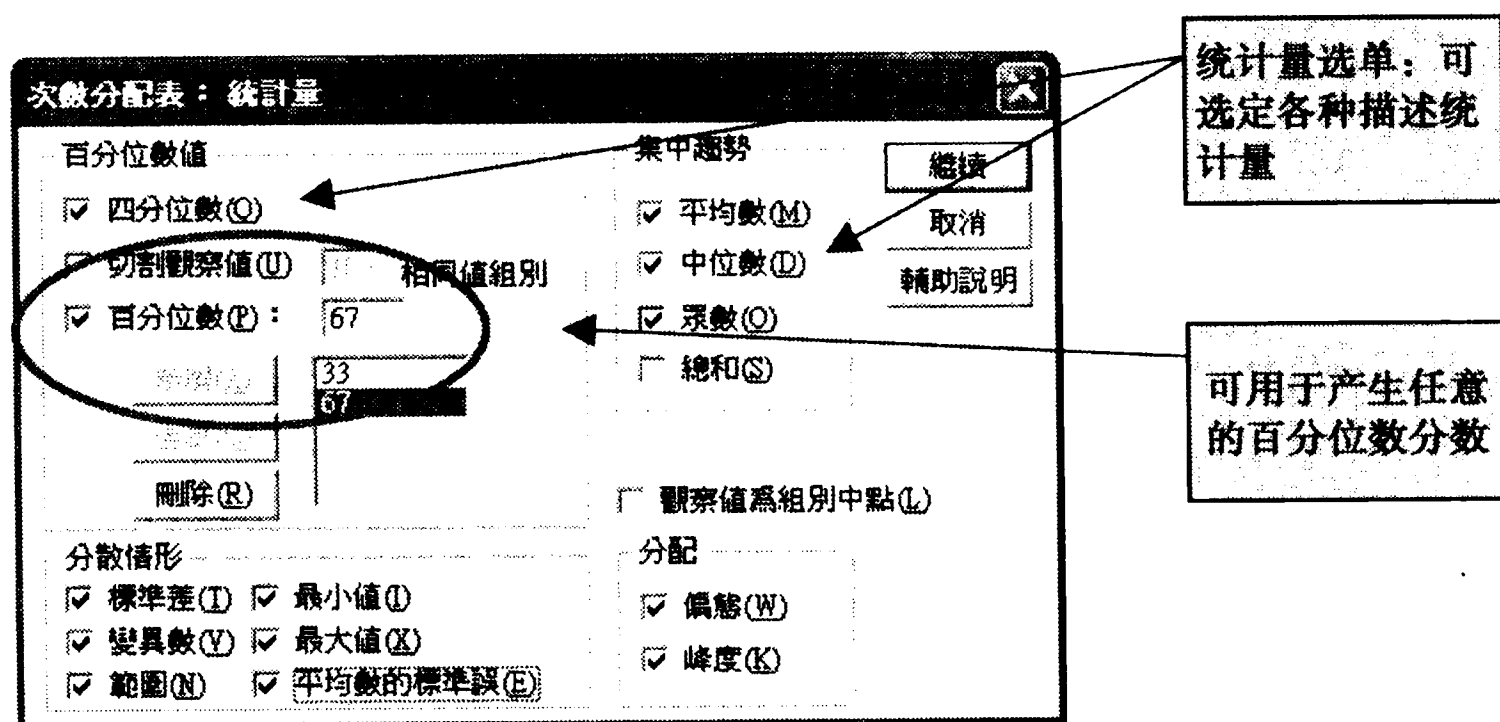 统计量选单：可
选定各种描述统
计量
次數分配表：統計量
百分位數值
四分位數(Q)
切割觀察值(U)
相同值組別
百分位數(P)：
67
33
67
刪除(R)
集中趨勢
平均數(M)
中位數(D)
眾數(O)
總和(S)
繼續
取消
輔助說明
可用于产生任意
的百分位数分数
觀察值為組別中點(L)
分散情形
標準差(T)
最小值(I)
變異數(V)
最大值(X)
範圍(N)
平均數的標準誤(E)
分配
偏態(W)
峰度(K)